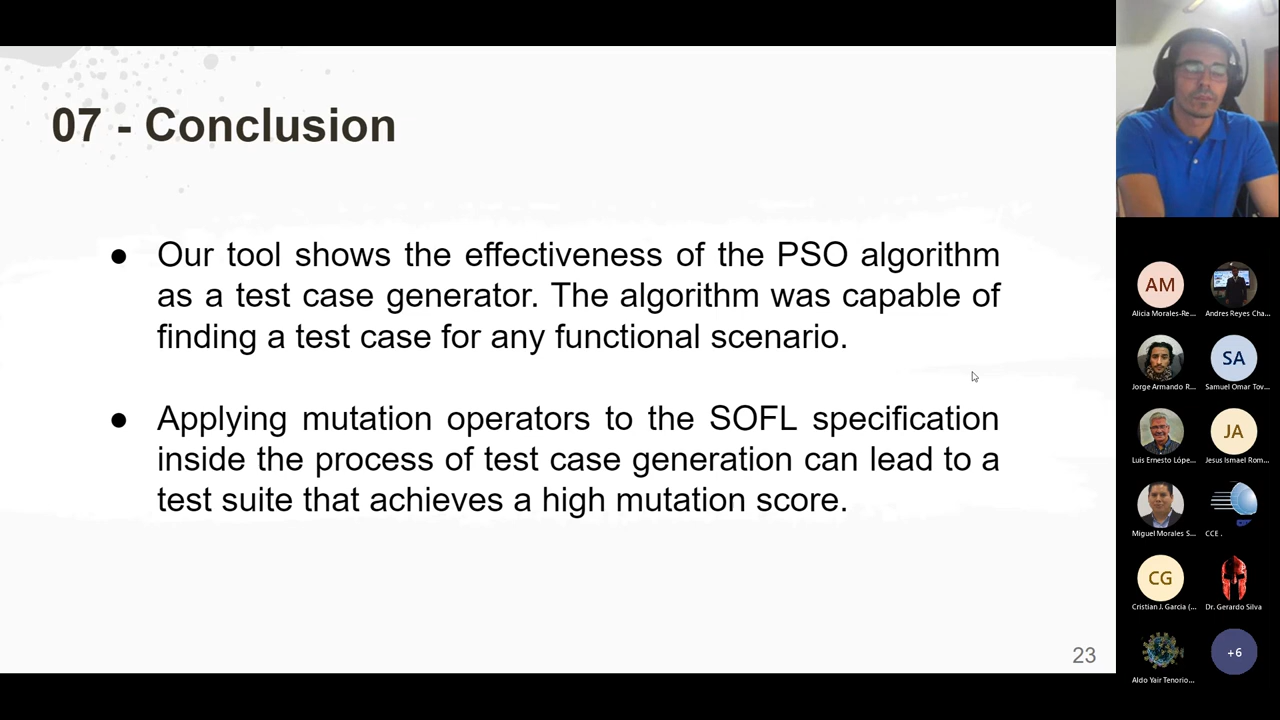 07 - Conclusion
● Our tool shows the effectiveness of the PSO algorithm
as a test case generator. The algorithm was capable of
finding a test case for any functional scenario.
● Applying mutation operators to the SOFL specification
inside the process of test case generation can lead to a
test suite that achieves a high mutation score.
23
AM
Alicia Morales-Re...
Andres Reyes Cha...
Jorge Armando R...
SA
Samuel Omar Tov...
Luis Ernesto Lópe...
JA
Jesus Ismael Rom...
Miguel Morales S...
CCE .
CG
Cristian J. Garcia (...
Dr. Gerardo Silva
Aldo Yair Tenorio...
+6